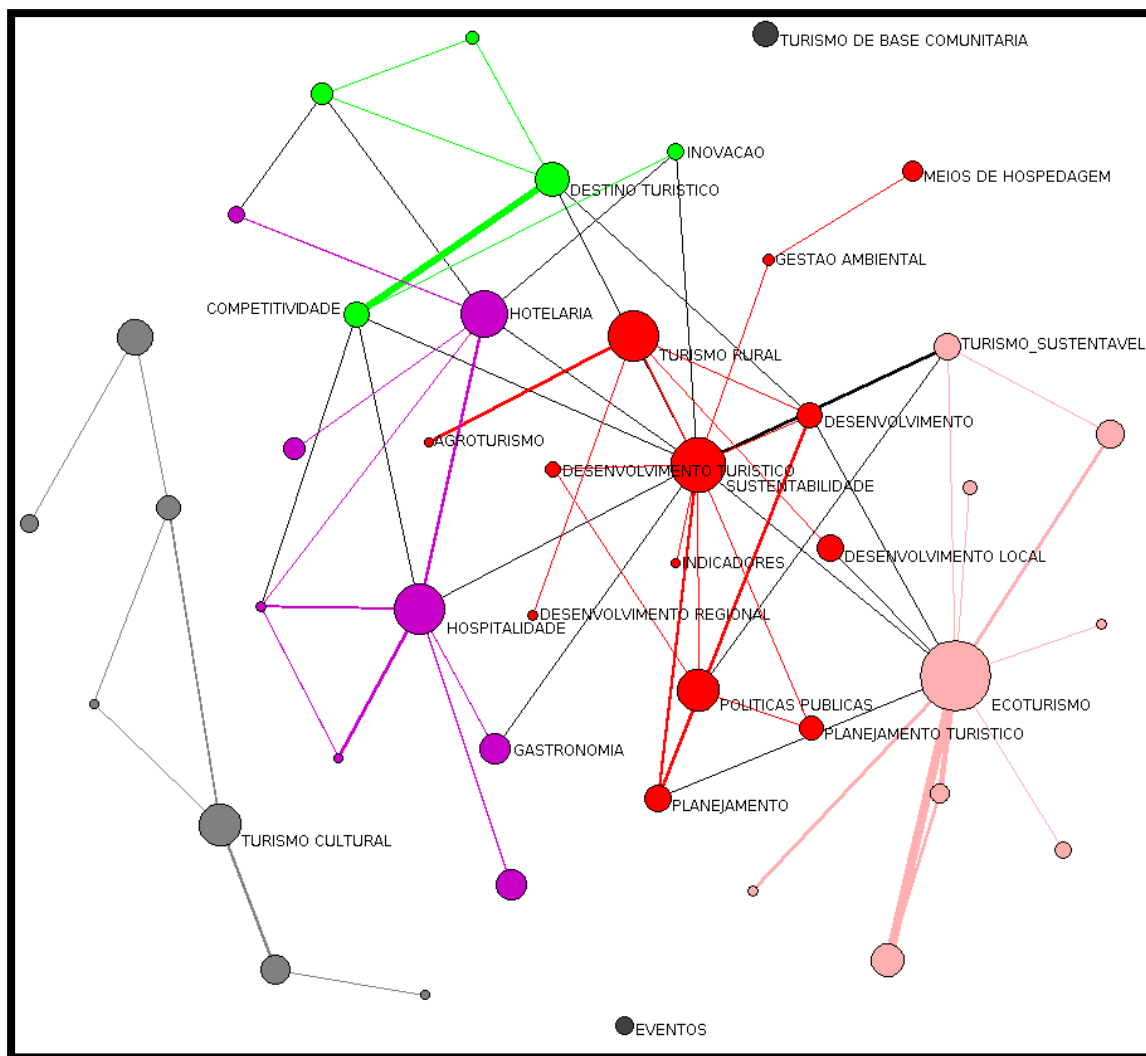 TURISMO DE BASE COMUNITARIA
INOVACAO
MEIOS DE HOSPEDAGEM
DESTINO TURISTICO
GESTAO AMBIENTAL
COMPETITIVIDADE
HOTELARIA
TURISMO_SUSTENTAVEL
TURISMO RURAL
DESENVOLVIMENTO
AGROTURISMO
DESENVOLVIMENTO TURISTICO
SUSTENTABILIDADE
DESENVOLVIMENTO LOCAL
INDICADORES
DESENVOLVIMENTO REGIONAL
HOSPITALIDADE
POLITICAS PUBLICAS
ECOTURISMO
PLANEJAMENTO TURISTICO
GASTRONOMIA
PLANEJAMENTO
TURISMO CULTURAL
EVENTOS